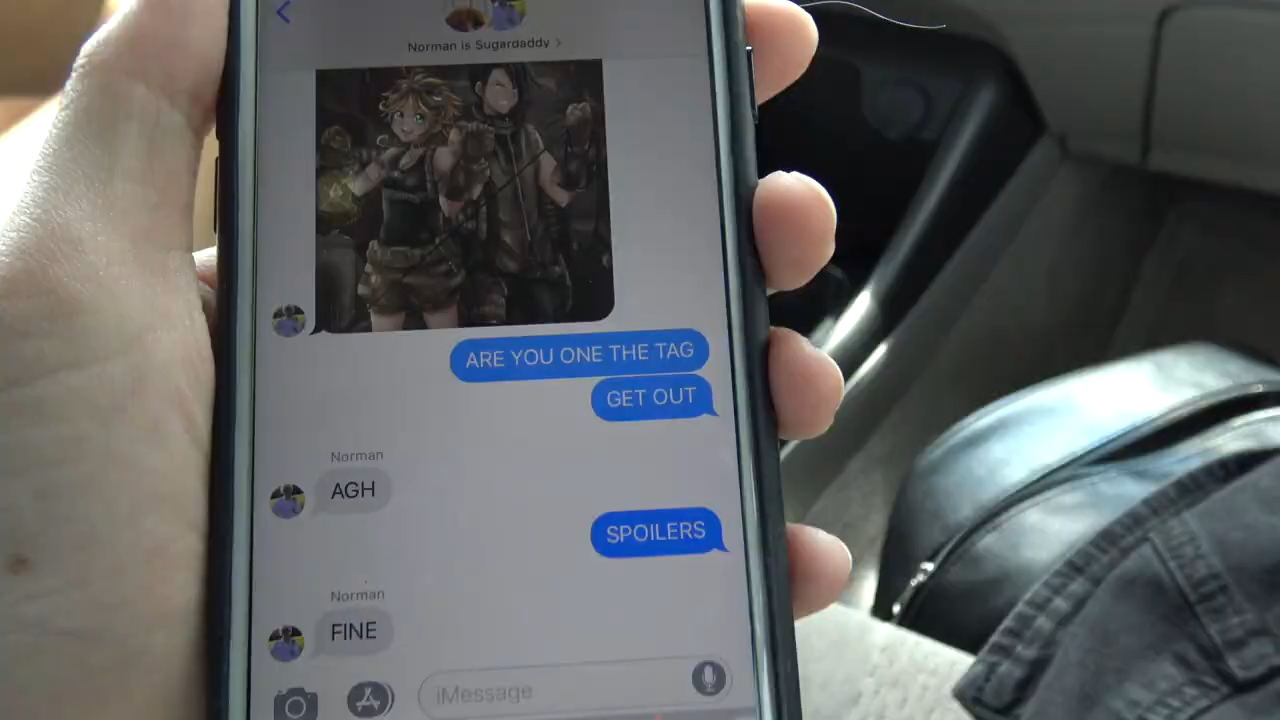 Norman is Sugardaddy >
ARE YOU ONE THE TAG
GET OUT
Norman
AGH
SPOILERS
Norman
FINE
iMessage